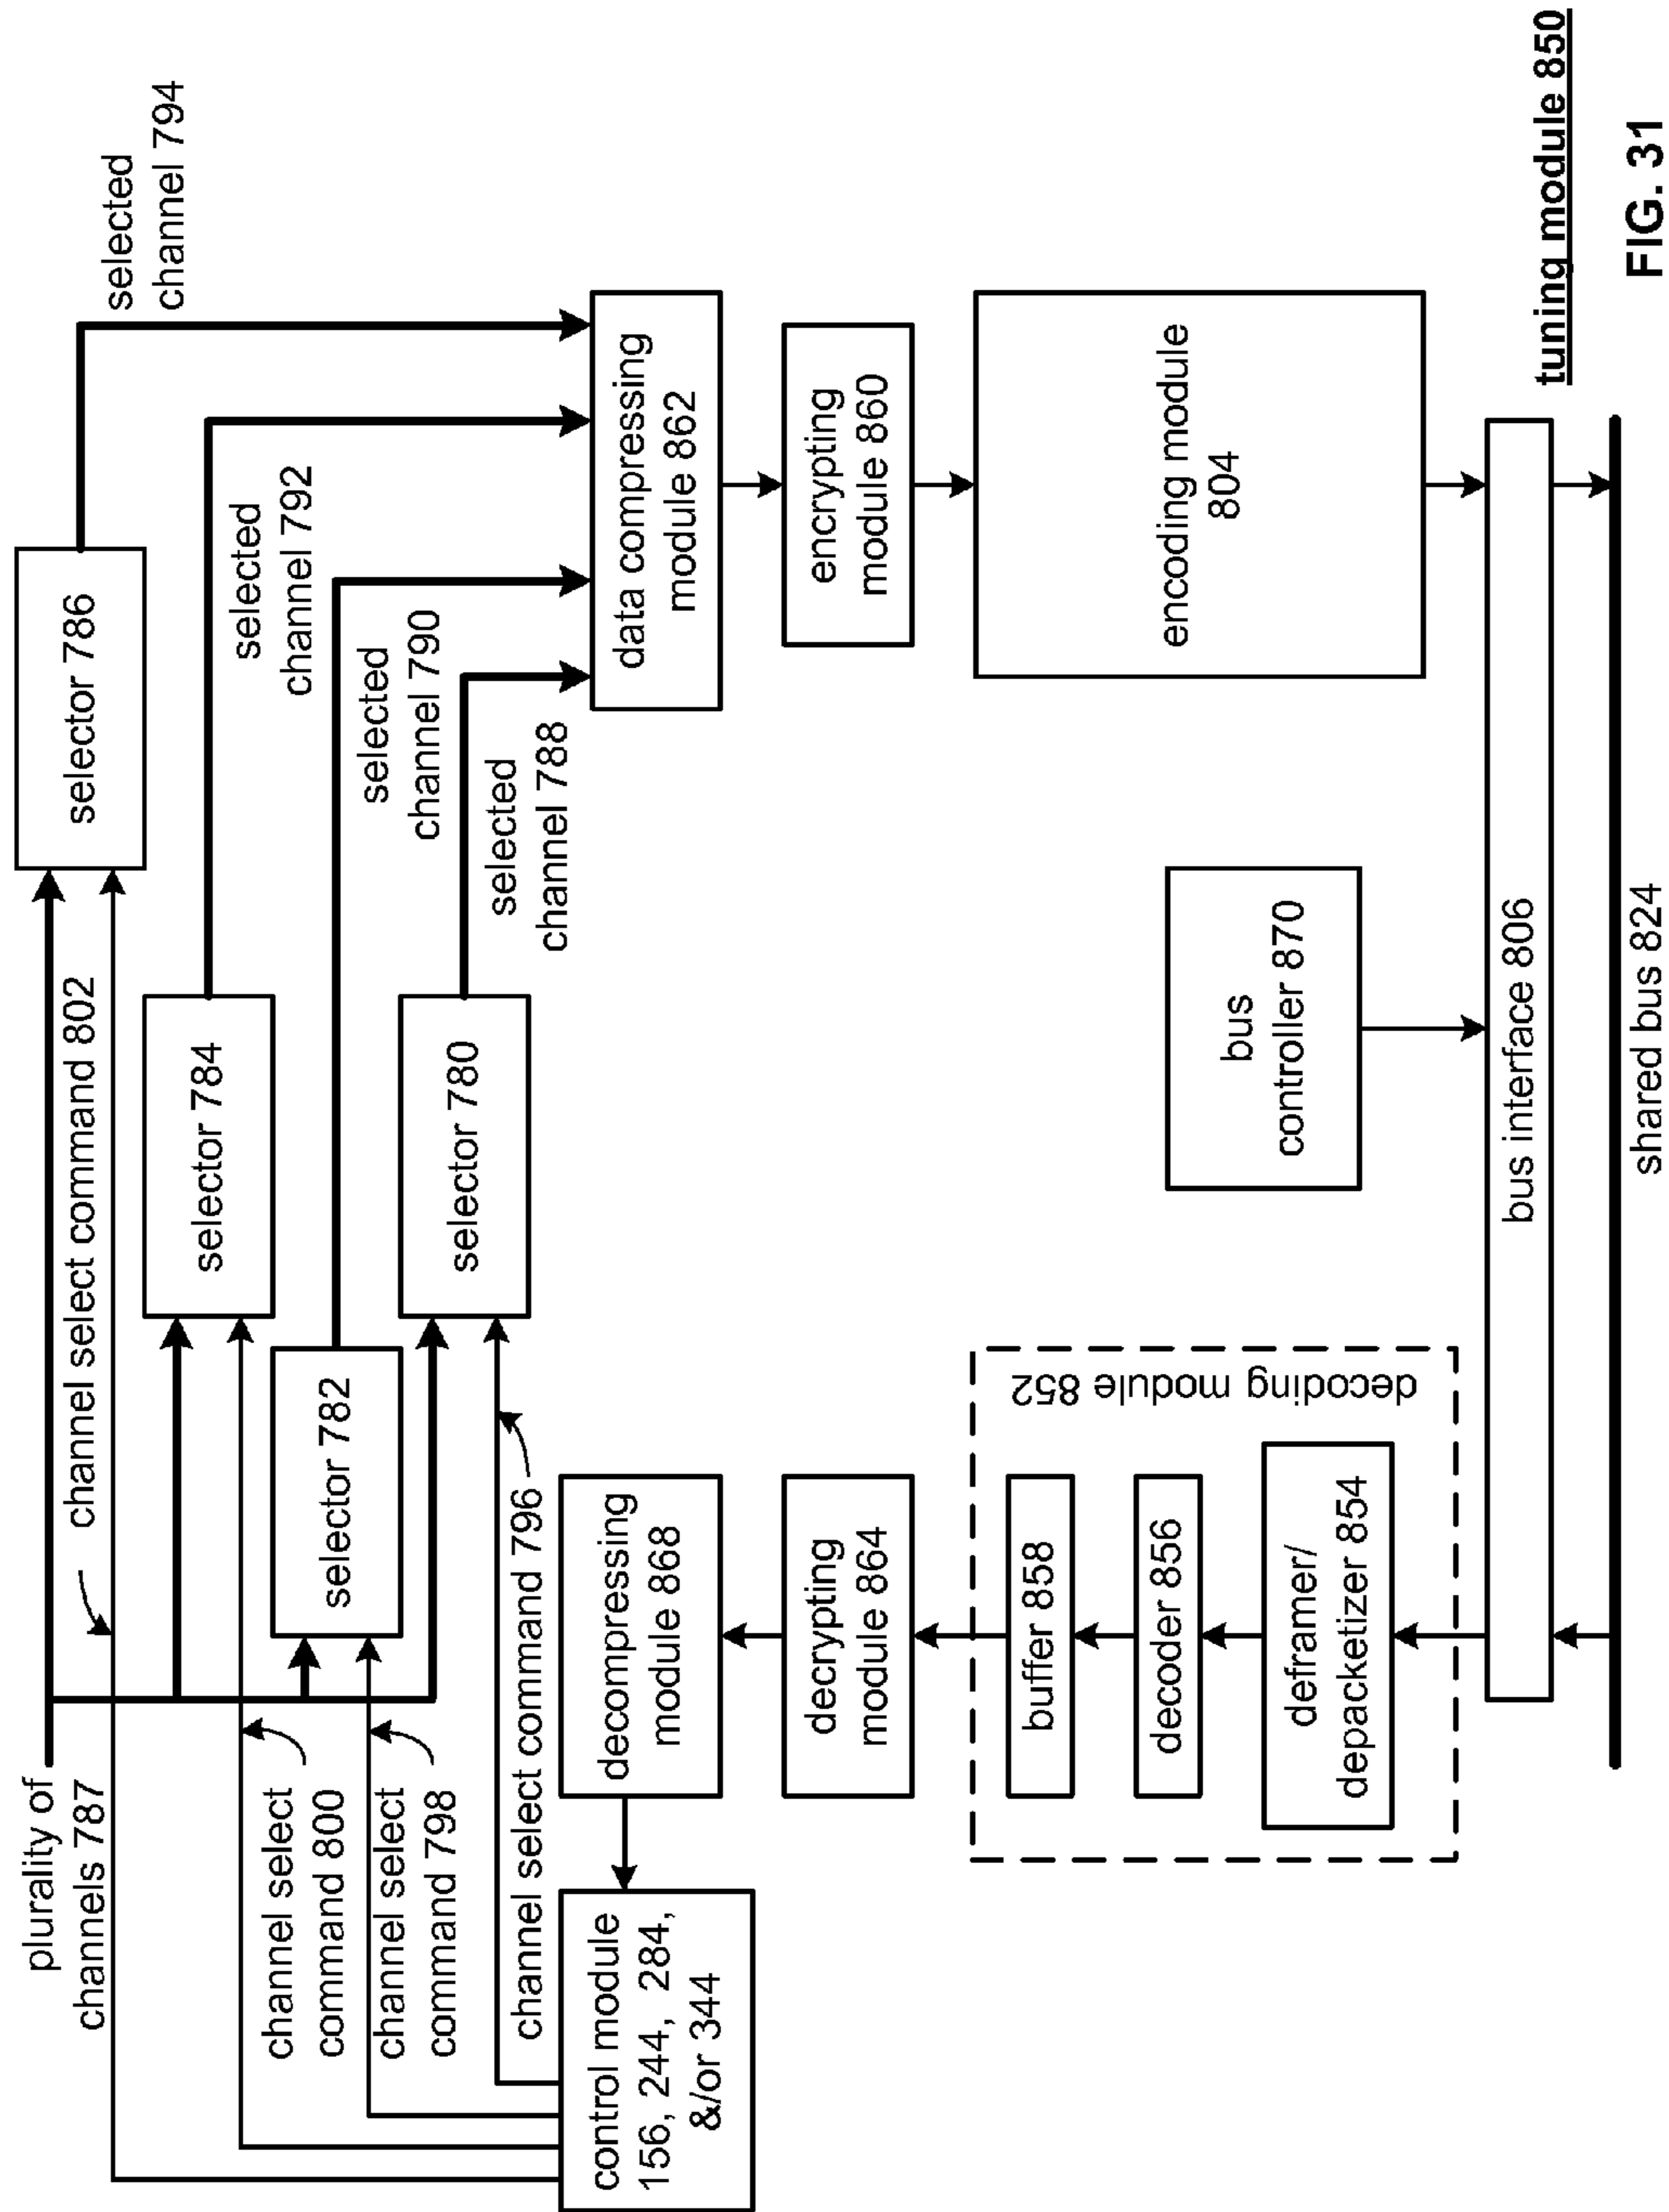 plurality of
channels 787
channel select command 802
selector 786
selected
channel 794
selector 784
selected
channel 792
channel select
command 800
selector 782
selected
channel 790
channel select
command 798
selector 780
selected
channel 788
channel select command 796
control module
156, 244, 284,
&/or 344
decompressing
module 868
data compressing
module 862
decrypting
module 864
encrypting
module 860
decoding module 852
buffer 858
decoder 856
deframer/
depacketizer 854
bus
controller 870
encoding module
804
bus interface 806
shared bus 824
tuning module 850
FIG. 31